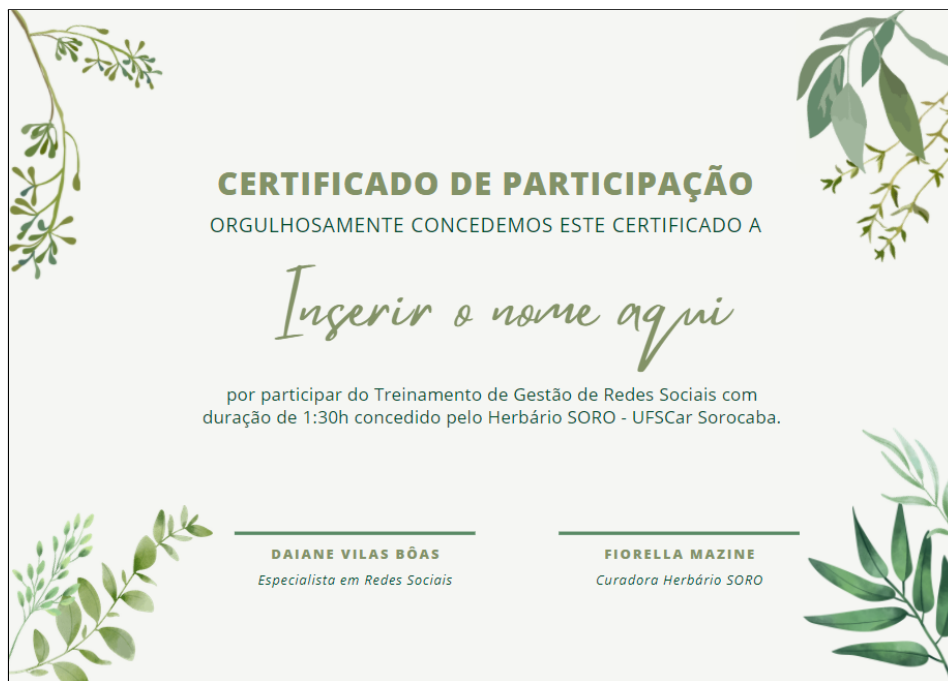 CERTIFICADO DE PARTICIPAÇÃO
ORGULHOSAMENTE CONCEDEMOS ESTE CERTIFICADO A
Inserir o nome aqui
por participar do Treinamento de Gestão de Redes Sociais com
duração de 1:30h concedido pelo Herbário SORO - UFSCar Sorocaba.
DAIANE VILAS BÔAS
Especialista em Redes Sociais
FIORELLA MAZINE
Curadora Herbário SORO